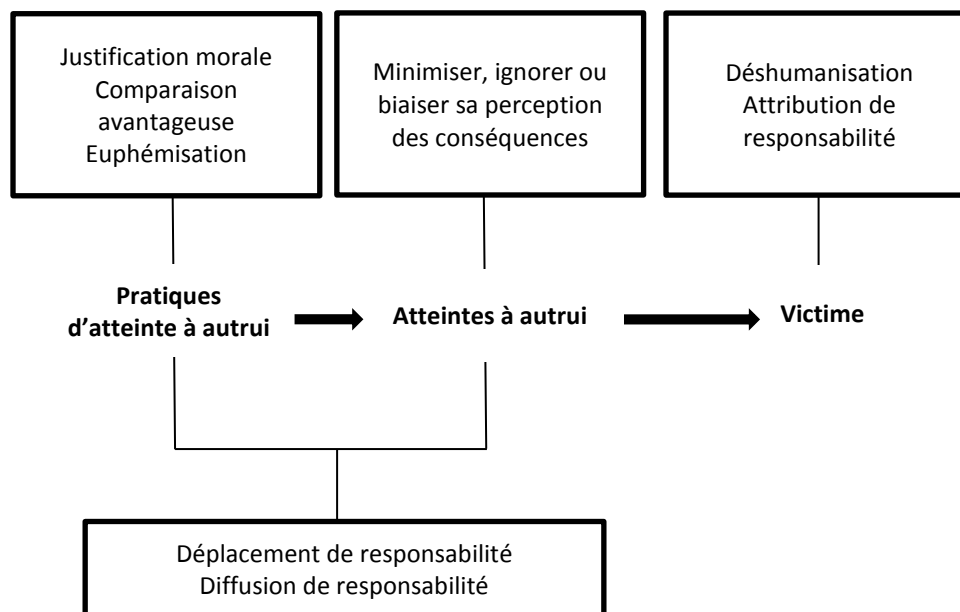 Justification morale
Comparaison
avantageuse
Euphémisation
Minimiser, ignorer ou
biaiser sa perception
des conséquences
Déshumanisation
Attribution de
responsabilité
Pratiques
d’atteinte à autrui
Atteintes à autrui
Victime
Déplacement de responsabilité
Diffusion de responsabilité